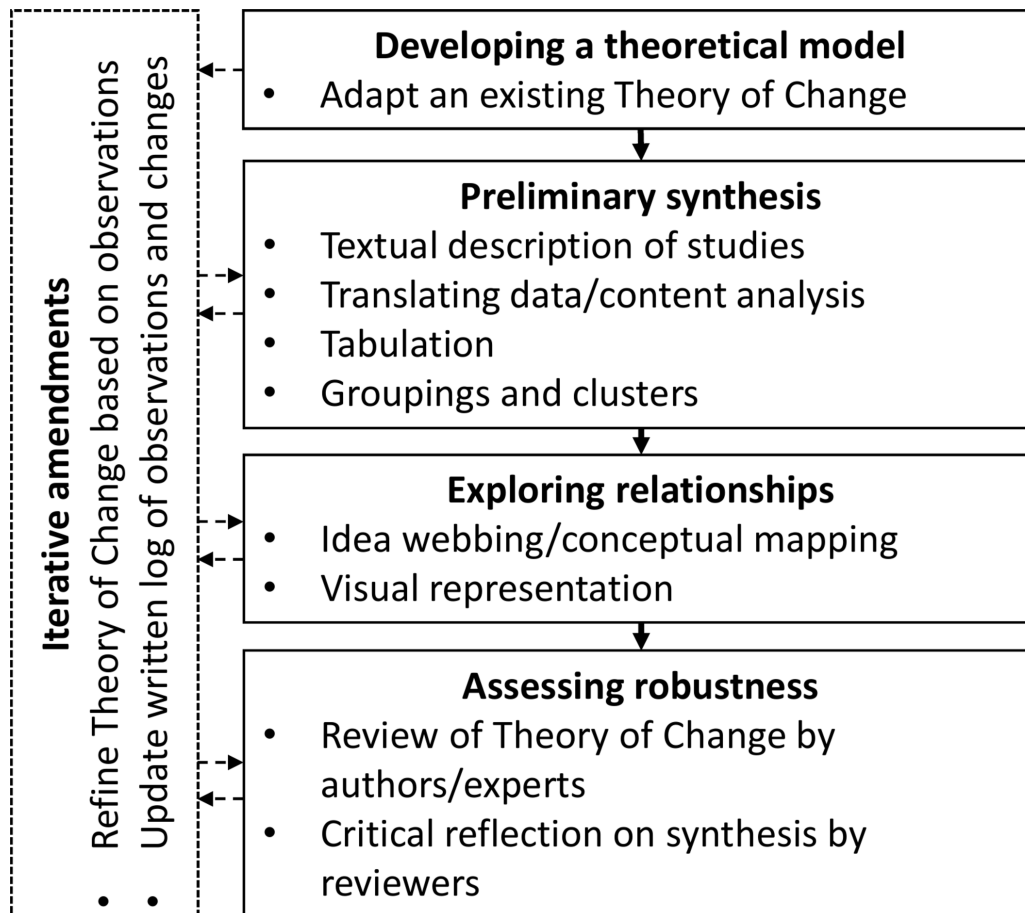 Iterative amendments
• Refine Theory of Change based on observations
• Update written log of observations and changes
Developing a theoretical model
• Adapt an existing Theory of Change
Preliminary synthesis
• Textual description of studies
• Translating data/content analysis
• Tabulation
• Groupings and clusters
Exploring relationships
• Idea webbing/conceptual mapping
• Visual representation
Assessing robustness
• Review of Theory of Change by
authors/experts
• Critical reflection on synthesis by
reviewers